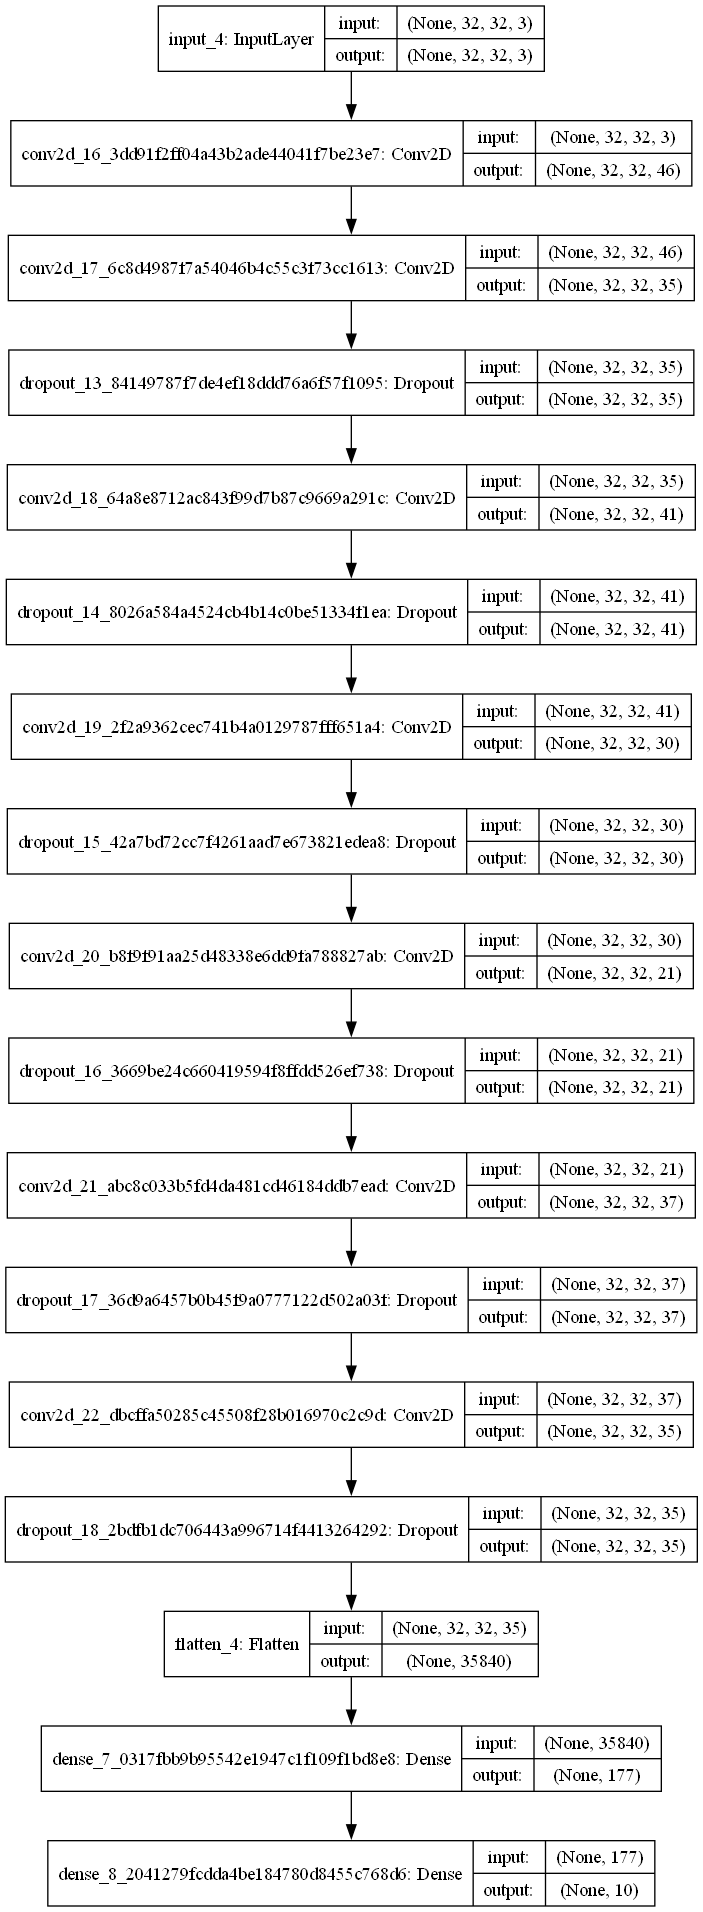 input_4: InputLayer
input: (None, 32, 32, 3)
output: (None, 32, 32, 3)
conv2d_16_3dd91f2ff04a43b2ade44041f7be23e7: Conv2D
input: (None, 32, 32, 3)
output: (None, 32, 32, 46)
conv2d_17_6c8d4987f7a54046b4c55c3f73cc1613: Conv2D
input: (None, 32, 32, 46)
output: (None, 32, 32, 35)
dropout_13_84149787f7de4ef18ddd76a6f57f1095: Dropout
input: (None, 32, 32, 35)
output: (None, 32, 32, 35)
conv2d_18_64a8e8712ac843f99d7b87c9669a291c: Conv2D
input: (None, 32, 32, 35)
output: (None, 32, 32, 41)
dropout_14_8026a584a4524cb4b14c0be51334f1ea: Dropout
input: (None, 32, 32, 41)
output: (None, 32, 32, 41)
conv2d_19_2f2a9362cec741b4a0129787fff651a4: Conv2D
input: (None, 32, 32, 41)
output: (None, 32, 32, 30)
dropout_15_42a7bd72cc7f4261aad7e673821edea8: Dropout
input: (None, 32, 32, 30)
output: (None, 32, 32, 30)
conv2d_20_b8f9f91aa25d48338e6dd9fa788827ab: Conv2D
input: (None, 32, 32, 30)
output: (None, 32, 32, 21)
dropout_16_3669be24c660419594f8ffdd526ef738: Dropout
input: (None, 32, 32, 21)
output: (None, 32, 32, 21)
conv2d_21_abc8c033b5fd4da481cd46184ddb7ead: Conv2D
input: (None, 32, 32, 21)
output: (None, 32, 32, 37)
dropout_17_36d9a6457b0b45f9a0777122d502a03f: Dropout
input: (None, 32, 32, 37)
output: (None, 32, 32, 37)
conv2d_22_dbcffa50285c45508f28b016970c2c9d: Conv2D
input: (None, 32, 32, 37)
output: (None, 32, 32, 35)
dropout_18_2bdfb1dc706443a996714f4413264292: Dropout
input: (None, 32, 32, 35)
output: (None, 32, 32, 35)
flatten_4: Flatten
input: (None, 32, 32, 35)
output: (None, 35840)
dense_7_0317fbb9b95542e1947c1f109f1bd8e8: Dense
input: (None, 35840)
output: (None, 177)
dense_8_2041279fcdda4be184780d8455c768d6: Dense
input: (None, 177)
output: (None, 10)